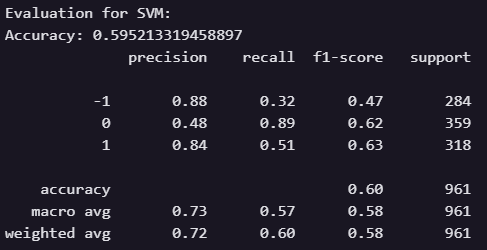 Evaluation for SVM:
Accuracy: 0.595213319458897
precision recall f1-score support
-1 0.88 0.32 0.47 284
0 0.48 0.89 0.62 359
1 0.84 0.51 0.63 318
accuracy 0.60 961
macro avg 0.73 0.57 0.58 961
weighted avg 0.72 0.60 0.58 961